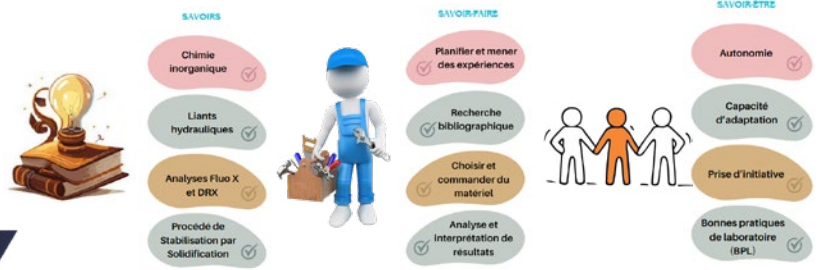 SAVOIRS
Chimie
inorganique
Liants
hydrauliques
Analyses Fluo X
et DRX
Procédé de
Stabilisation par
Solidification
SAVOIR-FAIRE
Planifier et mener
des expériences
Recherche
bibliographique
Choisir et
commander du
matériel
Analyse et
interprétation de
résultats
SAVOIR-ÊTRE
Autonomie
Capacité
d'adaptation
Prise d'initiative
Bonnes pratiques
de laboratoire
(BPL)